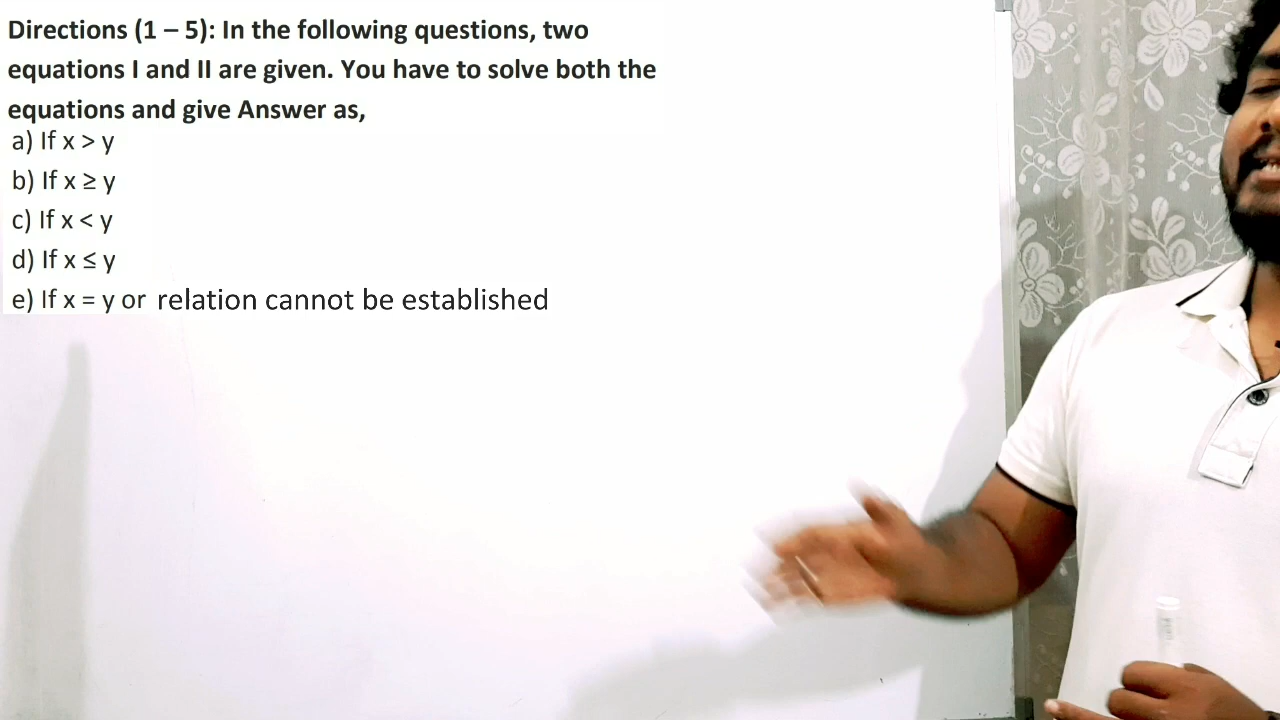 Directions (1 – 5): In the following questions, two
equations I and II are given. You have to solve both the
equations and give Answer as,
a) If x > y
b) If x ≥ y
c) If x < y
d) If x ≤ y
e) If x = y or relation cannot be established